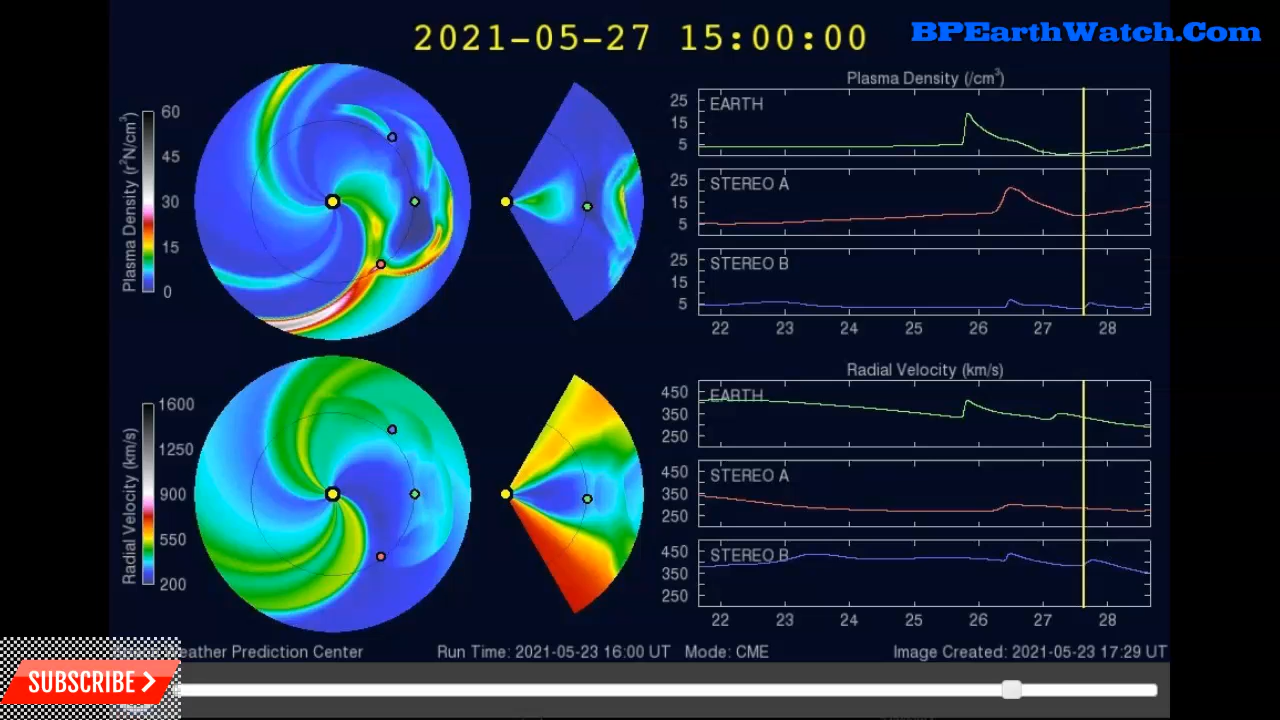 2021-05-27 15:00:00
BPEarthWatch.Com
Plasma Density (r²N/cm³)
60
45
30
15
0
Plasma Density (/cm³)
EARTH
25
15
5
STEREO A
25
15
5
STEREO B
25
15
5
22 23 24 25 26 27 28
Radial Velocity (km/s)
1600
1250
900
550
200
Radial Velocity (km/s)
EARTH
450
350
250
STEREO A
450
350
250
STEREO B
450
350
250
22 23 24 25 26 27 28
eather Prediction Center
Run Time: 2021-05-23 16:00 UT Mode: CME
Image Created: 2021-05-23 17:29 UT
SUBSCRIBE